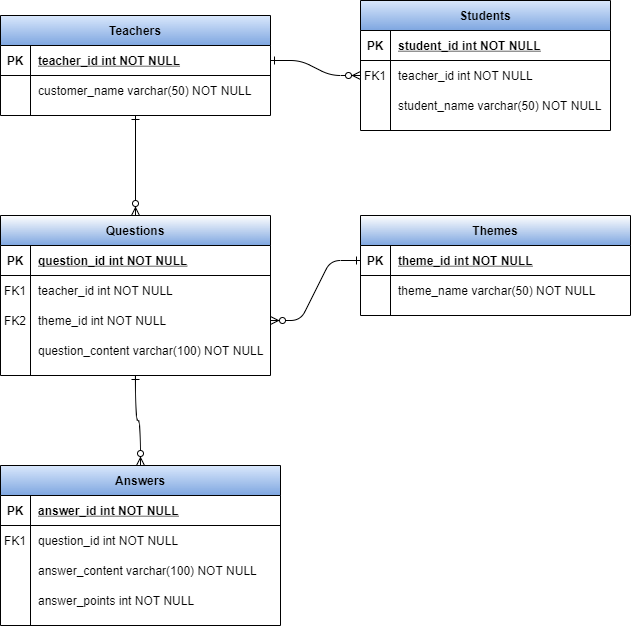 Teachers
PK teacher_id int NOT NULL
customer_name varchar(50) NOT NULL
Students
PK student_id int NOT NULL
FK1 teacher_id int NOT NULL
student_name varchar(50) NOT NULL
Questions
PK question_id int NOT NULL
FK1 teacher_id int NOT NULL
FK2 theme_id int NOT NULL
question_content varchar(100) NOT NULL
Themes
PK theme_id int NOT NULL
theme_name varchar(50) NOT NULL
Answers
PK answer_id int NOT NULL
FK1 question_id int NOT NULL
answer_content varchar(100) NOT NULL
answer_points int NOT NULL